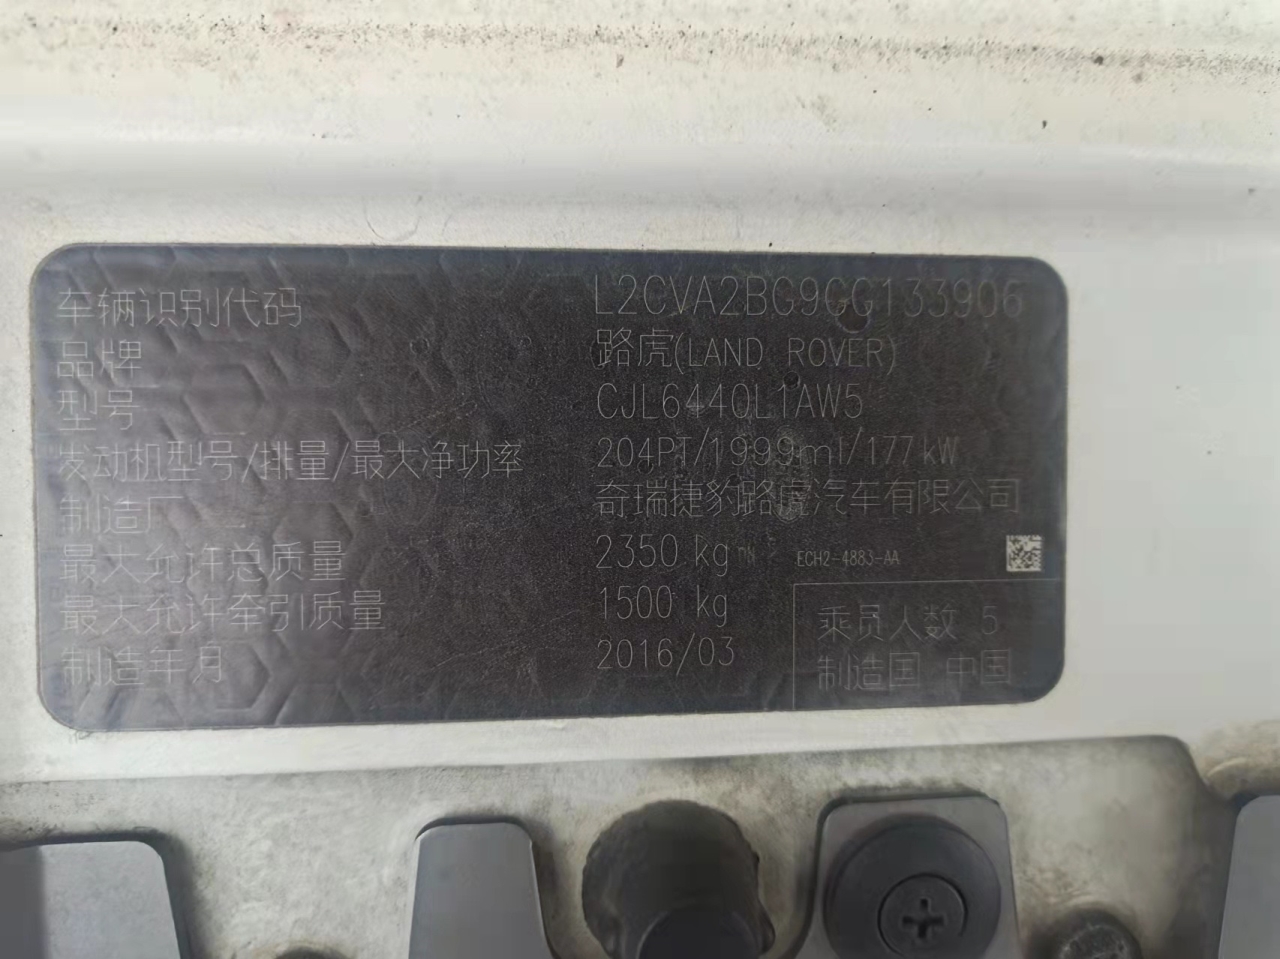 车辆识别代码 L2CVA2BG9GG133906
品牌 路虎(LAND ROVER)
型号 CJL6440L1AW5
发动机型号/排量/最大净功率 204PT/1999ml/177kW
制造厂 奇瑞捷豹路虎汽车有限公司
最大允许总质量 2350 kg ECH2-4883-AA
最大允许牵引质量 1500 kg 乘员人数 5
制造年月 2016/03 制造国 中国